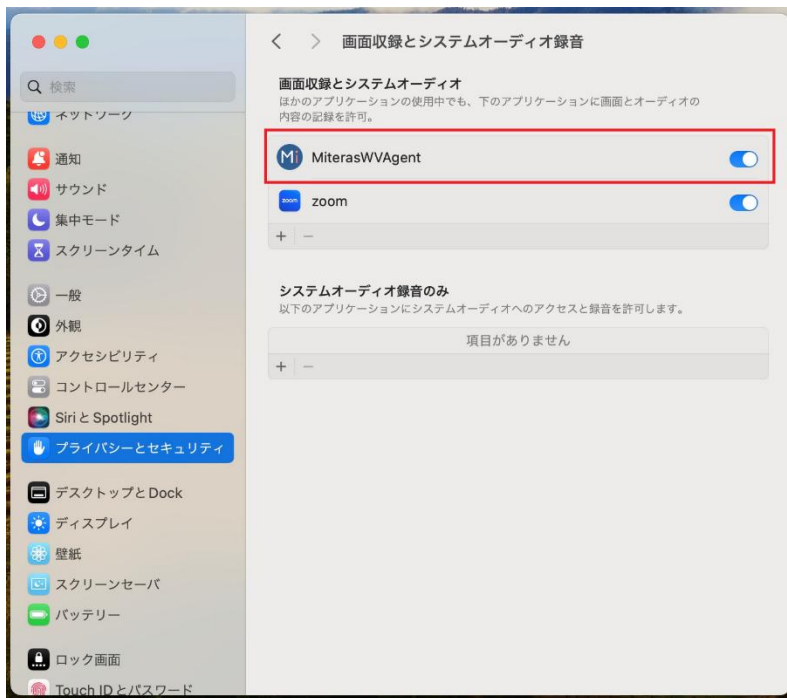 画面収録とシステムオーディオ録音
検索
ネットワーク
通知
サウンド
集中モード
スクリーンタイム
一般
外観
アクセシビリティ
コントロールセンター
Siri と Spotlight
プライバシーとセキュリティ
デスクトップと Dock
ディスプレイ
壁紙
スクリーンセーバ
バッテリー
ロック画面
Touch ID とパスワード
画面収録とシステムオーディオ
ほかのアプリケーションの使用中でも、下のアプリケーションに画面とオーディオの
内容の記録を許可。
Mi MiterasWVAgent
zoom zoom
システムオーディオ録音のみ
以下のアプリケーションにシステムオーディオへのアクセスと録音を許可します。
項目がありません